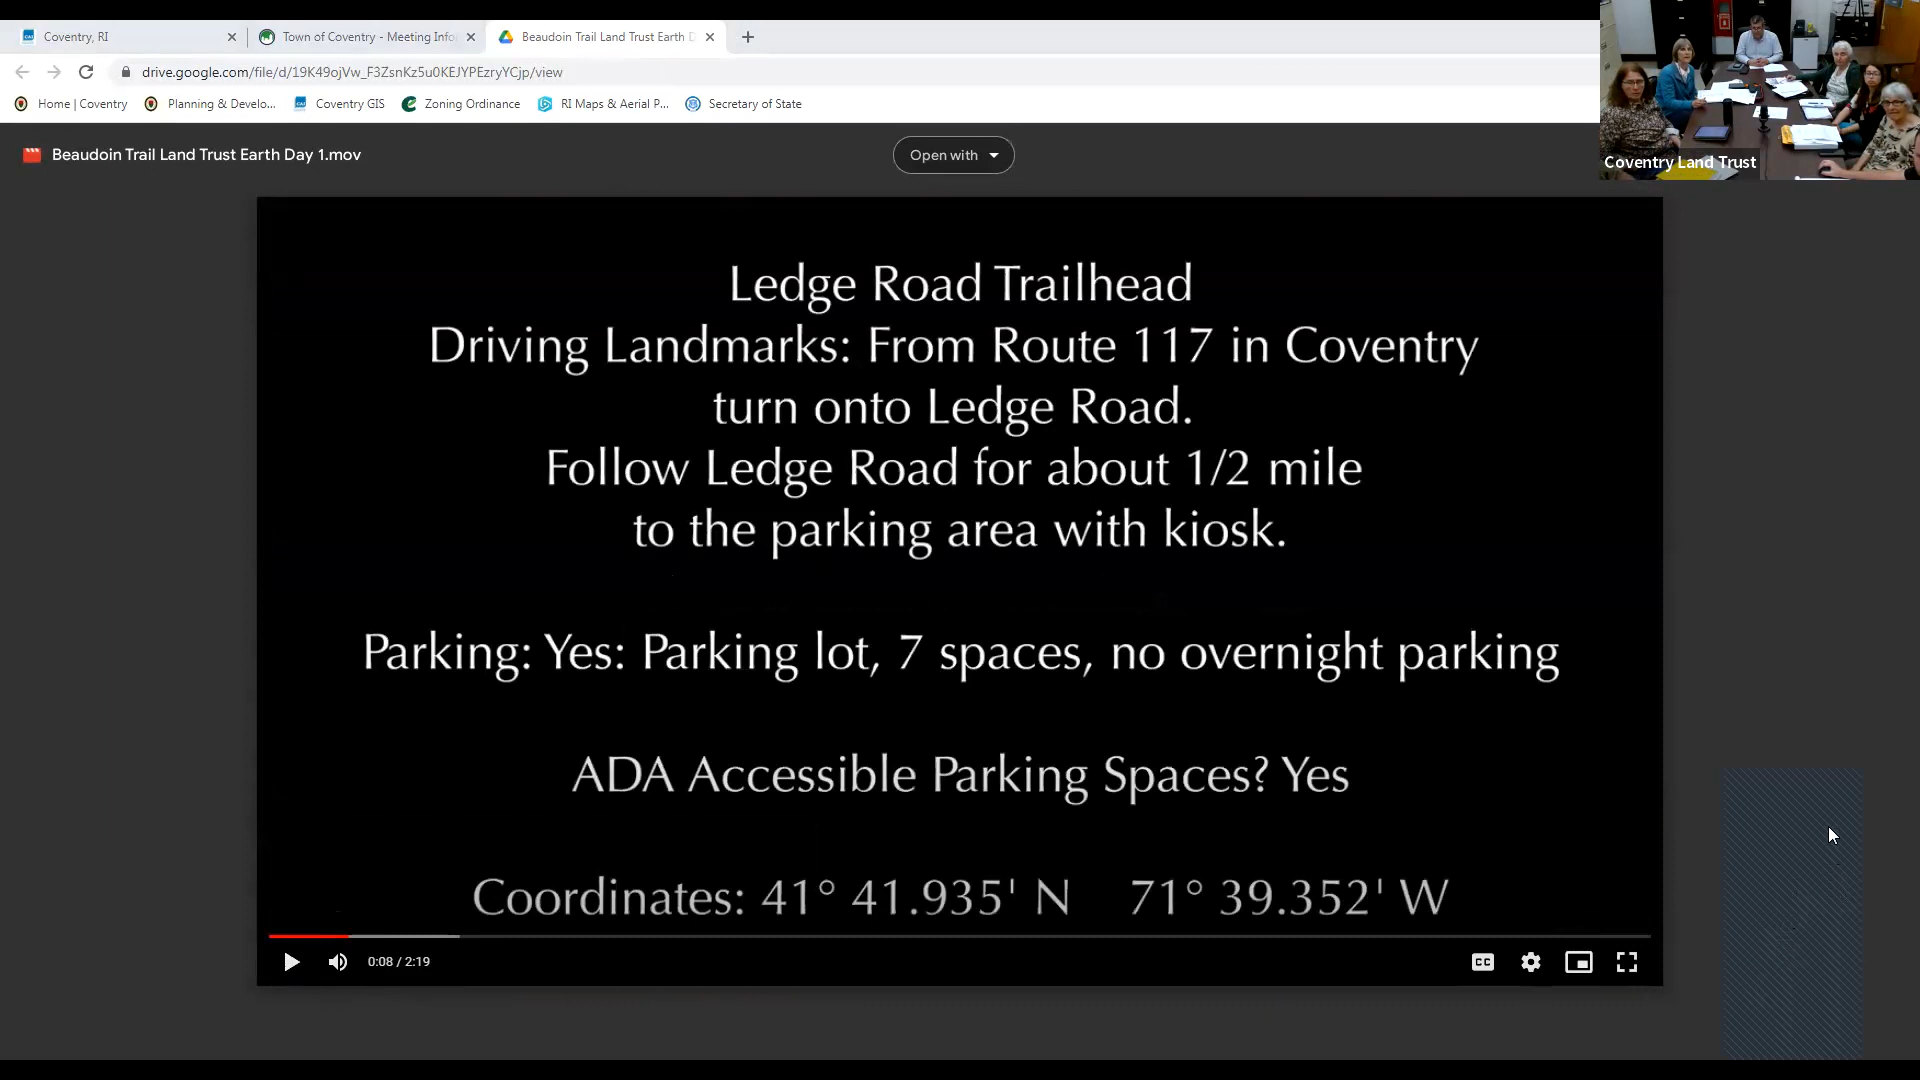 Coventry, RI
Town of Coventry - Meeting Info
Beaudoin Trail Land Trust Earth D
drive.google.com/file/d/19K49ojVw_F3ZsnKz5u0KEJYPEzryYCjp/view
Home | Coventry
Planning & Develo...
Coventry GIS
Zoning Ordinance
RI Maps & Aerial P...
Secretary of State
Beaudoin Trail Land Trust Earth Day 1.mov
Open with
Coventry Land Trust
Ledge Road Trailhead
Driving Landmarks: From Route 117 in Coventry
turn onto Ledge Road.
Follow Ledge Road for about 1/2 mile
to the parking area with kiosk.
Parking: Yes: Parking lot, 7 spaces, no overnight parking
ADA Accessible Parking Spaces? Yes
Coordinates: 41° 41.935' N 71° 39.352' W
0:08 / 2:19
CC